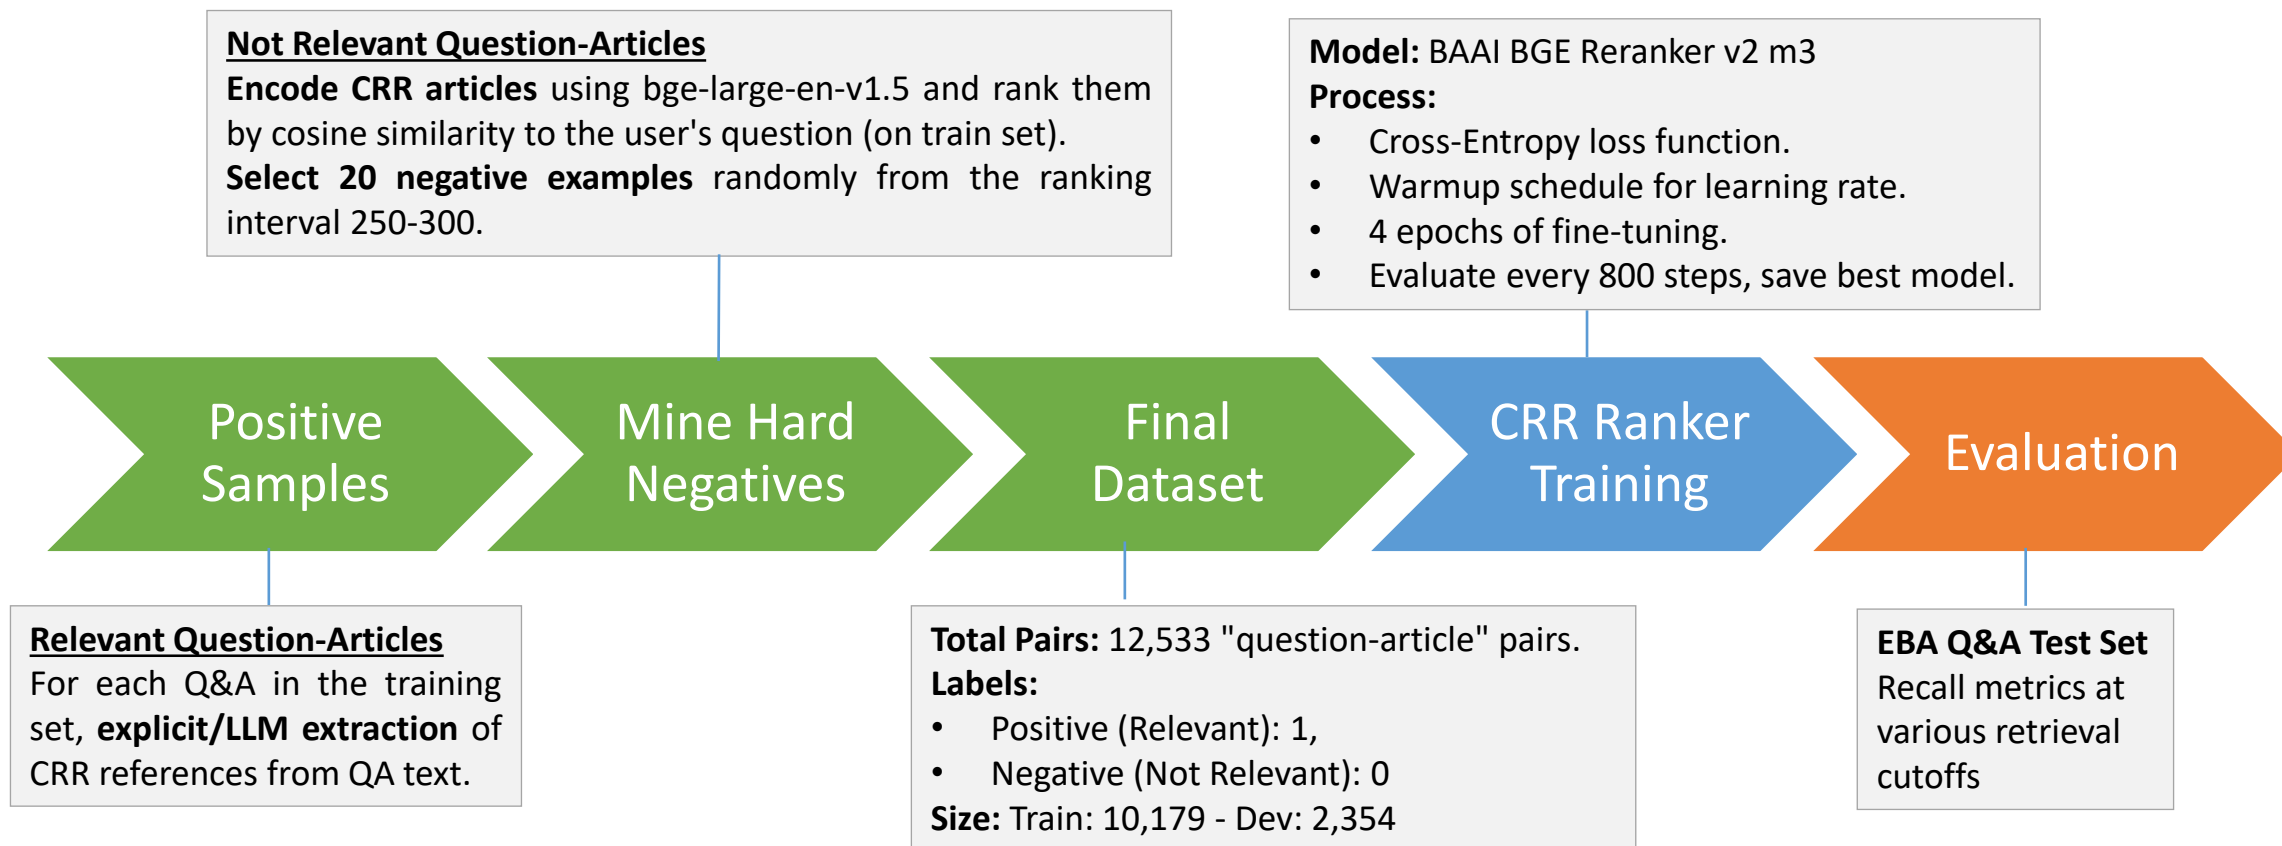 Not Relevant Question-Articles
Encode CRR articles using bge-large-en-v1.5 and rank them
by cosine similarity to the user's question (on train set).
Select 20 negative examples randomly from the ranking
interval 250-300.
Model: BAAI BGE Reranker v2 m3
Process:
• Cross-Entropy loss function.
• Warmup schedule for learning rate.
• 4 epochs of fine-tuning.
• Evaluate every 800 steps, save best model.
Positive
Samples
Mine Hard
Negatives
Final
Dataset
CRR Ranker
Training
Evaluation
Relevant Question-Articles
For each Q&A in the training
set, explicit/LLM extraction of
CRR references from QA text.
Total Pairs: 12,533 "question-article" pairs.
Labels:
• Positive (Relevant): 1,
• Negative (Not Relevant): 0
Size: Train: 10,179 - Dev: 2,354
EBA Q&A Test Set
Recall metrics at
various retrieval
cutoffs